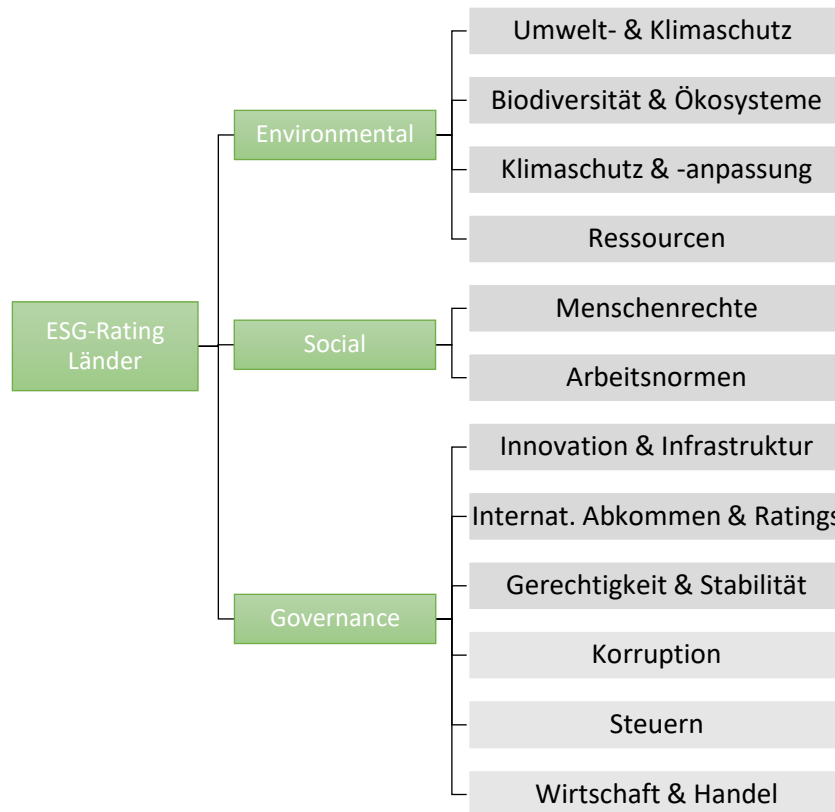 ESG-Rating
Länder
Environmental
Umwelt- & Klimaschutz
Biodiversität & Ökosysteme
Klimaschutz & -anpassung
Ressourcen
Social
Menschenrechte
Arbeitsnormen
Governance
Innovation & Infrastruktur
Internat. Abkommen & Ratings
Gerechtigkeit & Stabilität
Korruption
Steuern
Wirtschaft & Handel